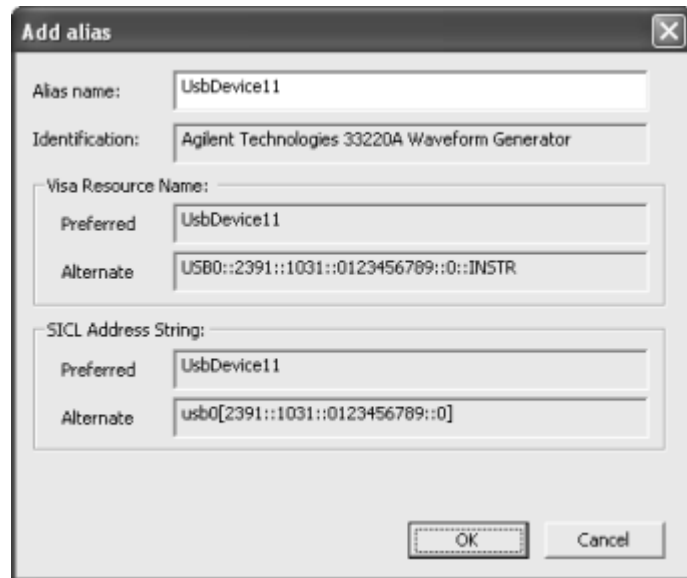 Add alias
Alias name: UsbDevice11
Identification: Agilent Technologies 33220A Waveform Generator
Visa Resource Name:
Preferred UsbDevice11
Alternate USB0::2391::1031::0123456789::0::INSTR
SICL Address String:
Preferred UsbDevice11
Alternate usb0[2391::1031::0123456789::0]
OK Cancel